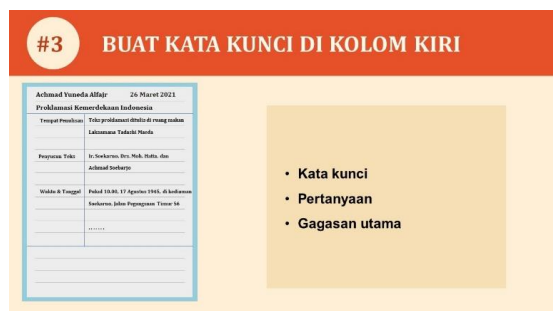 #3 BUAT KATA KUNCI DI KOLOM KIRI
Achmad Yuneda Alfajr 26 Maret 2021
Proklamasi Kemerdekaan Indonesia
Tempat Penulisan Teks proklamasi ditulis di ruang makan
Laksamana Tadashi Maeda
Penyusun Teks Ir. Soekarno, Drs. Moh. Hatta, dan
Achmad Soebarjo
Waktu & Tanggal Pukul 10.00, 17 Agustus 1945, di kediaman
Soekarno, Jalan Pegangsaan Timur 56
.......
• Kata kunci
• Pertanyaan
• Gagasan utama